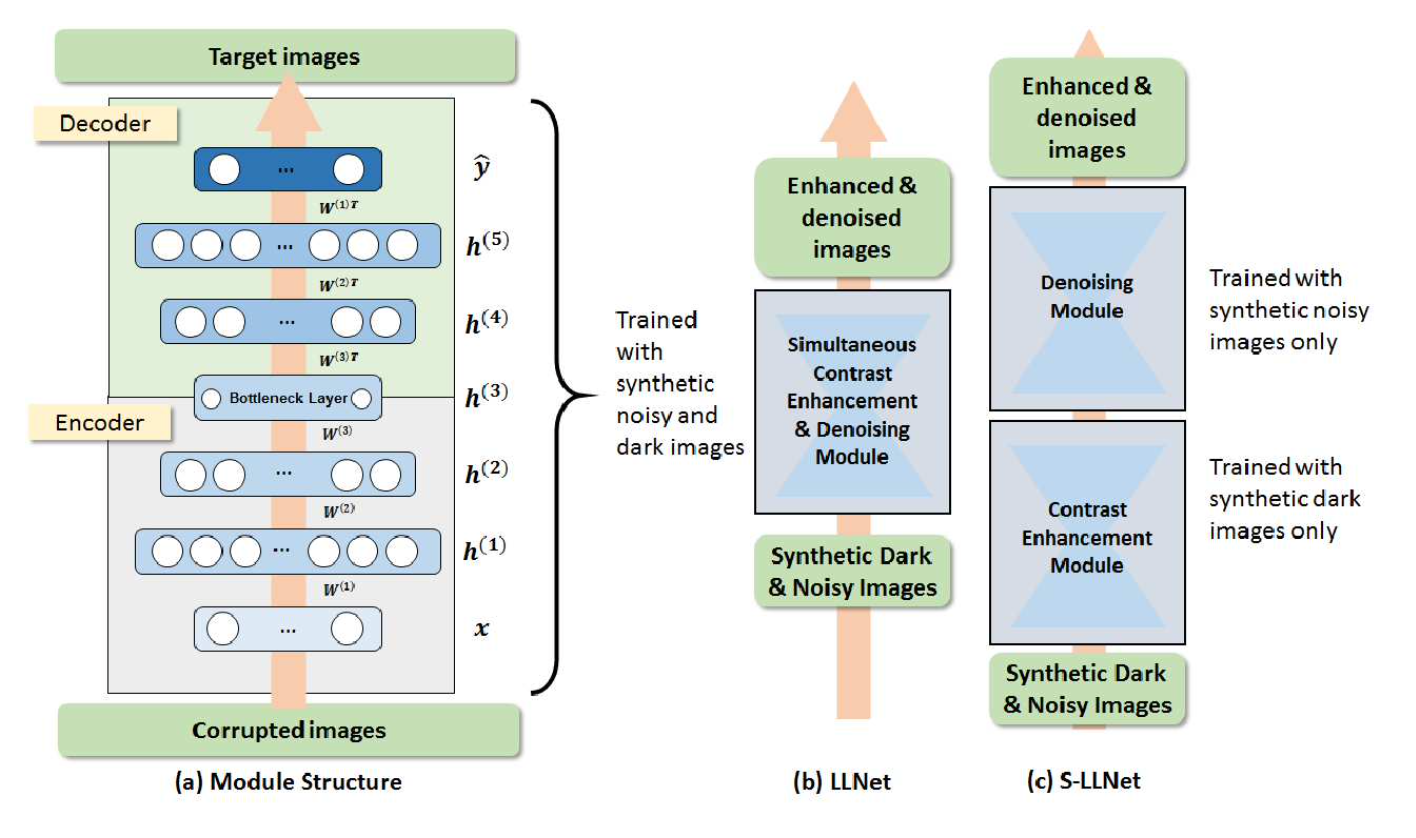 Target images
Decoder
ŷ
...
W^(1)T
h^(5)
...
W^(2)T
h^(4)
...
W^(3)T
h^(3)
Bottleneck Layer
Encoder
W^(3)
h^(2)
...
W^(2)
h^(1)
...
W^(1)
x
...
Corrupted images
(a) Module Structure
Trained
with
synthetic
noisy and
dark images
Enhanced &
denoised
images
Simultaneous
Contrast
Enhancement
& Denoising
Module
Synthetic Dark
& Noisy Images
(b) LLNet
Enhanced &
denoised
images
Denoising
Module
Trained with
synthetic noisy
images only
Contrast
Enhancement
Module
Trained with
synthetic dark
images only
Synthetic Dark
& Noisy Images
(c) S-LLNet